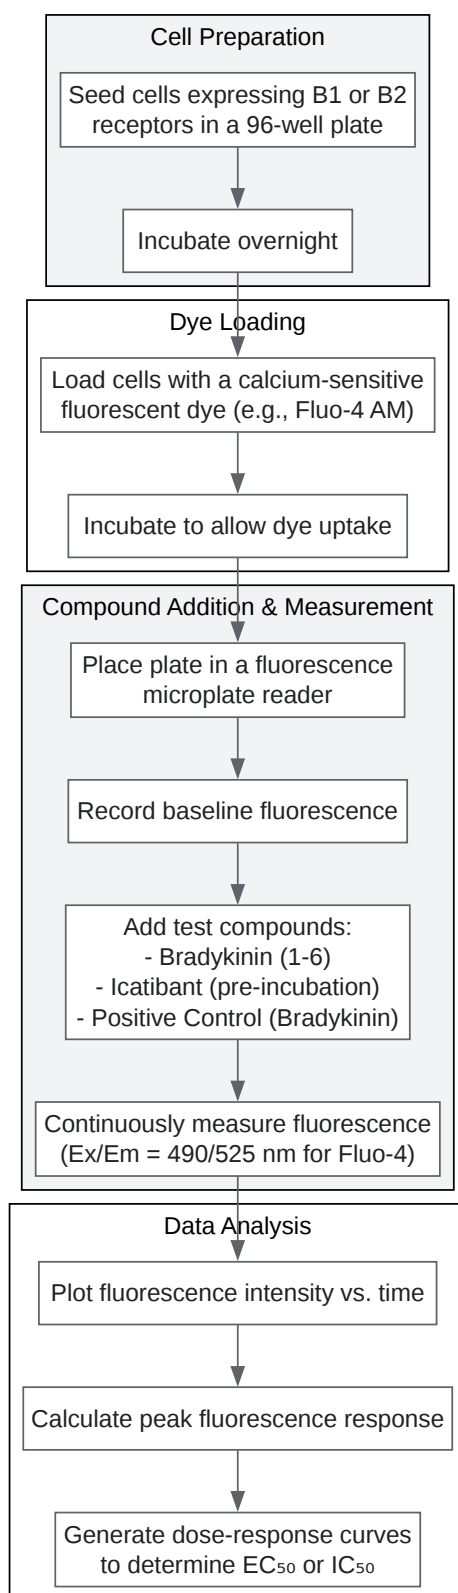 Cell Preparation
Seed cells expressing B1 or B2
receptors in a 96-well plate
Incubate overnight
Dye Loading
Load cells with a calcium-sensitive
fluorescent dye (e.g., Fluo-4 AM)
Incubate to allow dye uptake
Compound Addition & Measurement
Place plate in a fluorescence
microplate reader
Record baseline fluorescence
Add test compounds:
- Bradykinin (1-6)
- Icatibant (pre-incubation)
- Positive Control (Bradykinin)
Continuously measure fluorescence
(Ex/Em = 490/525 nm for Fluo-4)
Data Analysis
Plot fluorescence intensity vs. time
Calculate peak fluorescence response
Generate dose-response curves
to determine EC₅₀ or IC₅₀